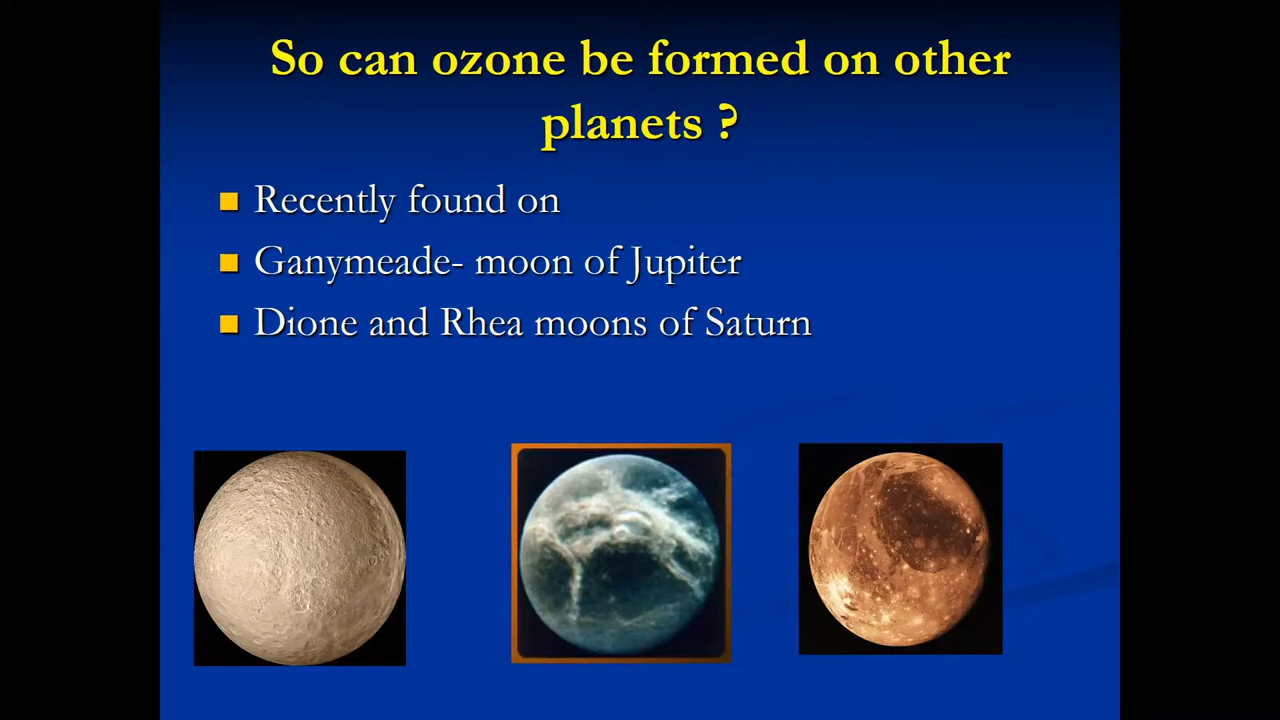 So can ozone be formed on other
planets ?
Recently found on
Ganymeade- moon of Jupiter
Dione and Rhea moons of Saturn